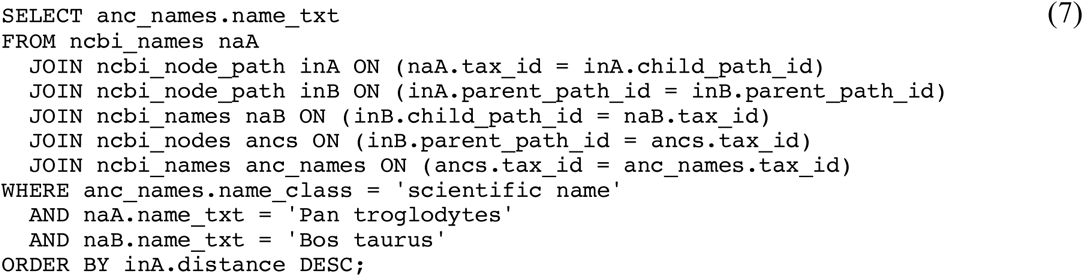 SELECT anc_names.name_txt (7)
FROM ncbi_names naA
JOIN ncbi_node_path inA ON (naA.tax_id = inA.child_path_id)
JOIN ncbi_node_path inB ON (inA.parent_path_id = inB.parent_path_id)
JOIN ncbi_names naB ON (inB.child_path_id = naB.tax_id)
JOIN ncbi_nodes ancs ON (inB.parent_path_id = ancs.tax_id)
JOIN ncbi_names anc_names ON (ancs.tax_id = anc_names.tax_id)
WHERE anc_names.name_class = 'scientific name'
AND naA.name_txt = 'Pan troglodytes'
AND naB.name_txt = 'Bos taurus'
ORDER BY inA.distance DESC;